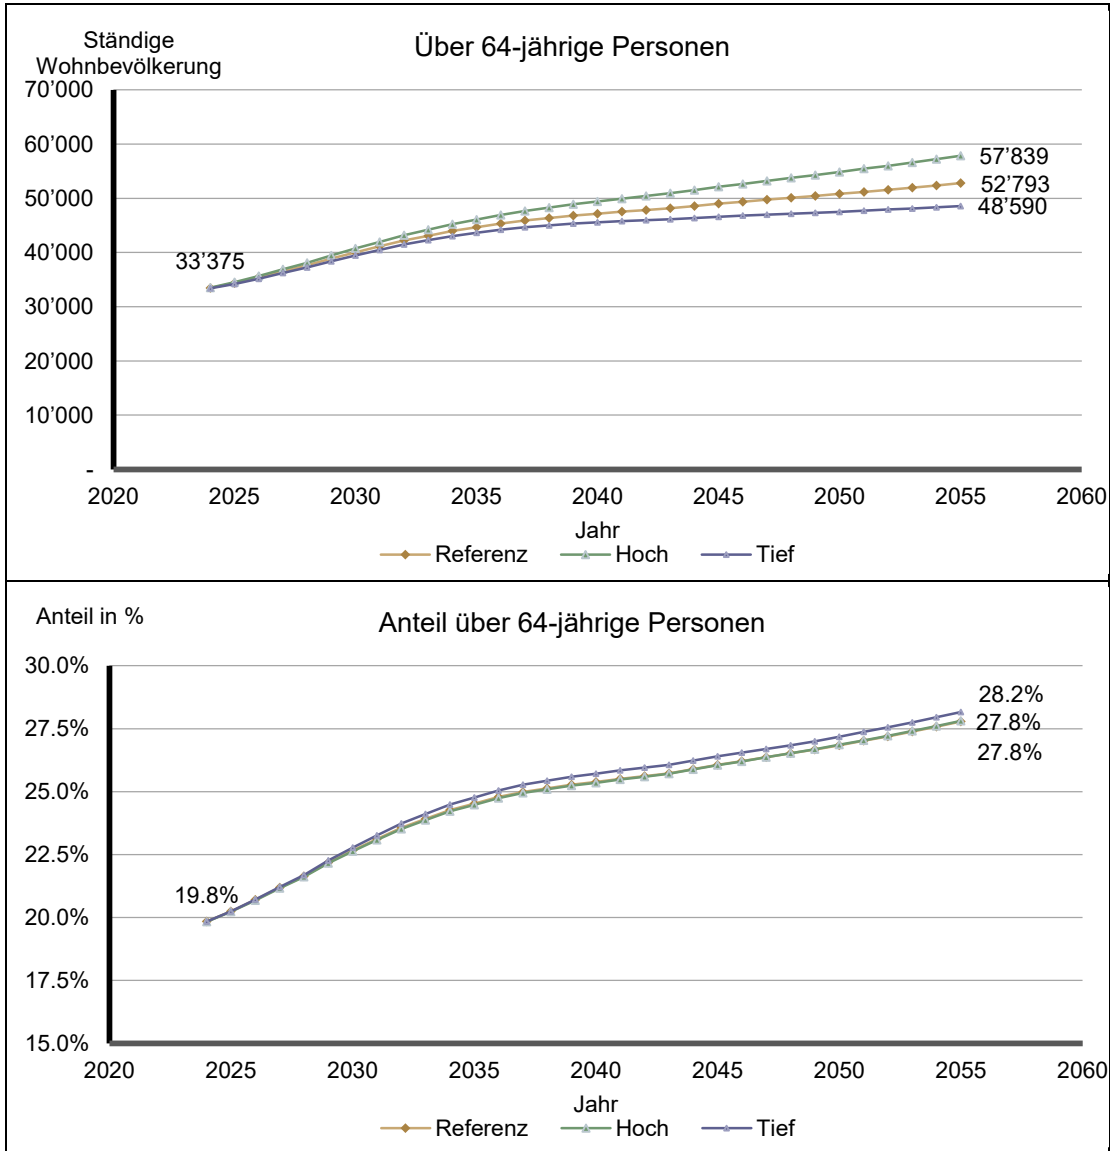 Ständige
Wohnbevölkerung
Über 64-jährige Personen
70’000
60’000
50’000
40’000
30’000
20’000
10’000
-
33’375
57’839
52’793
48’590
2020 2025 2030 2035 2040 2045 2050 2055 2060
Jahr
Referenz Hoch Tief
Anteil in %
Anteil über 64-jährige Personen
30.0%
27.5%
25.0%
22.5%
20.0%
17.5%
15.0%
19.8%
28.2%
27.8%
27.8%
2020 2025 2030 2035 2040 2045 2050 2055 2060
Jahr
Referenz Hoch Tief